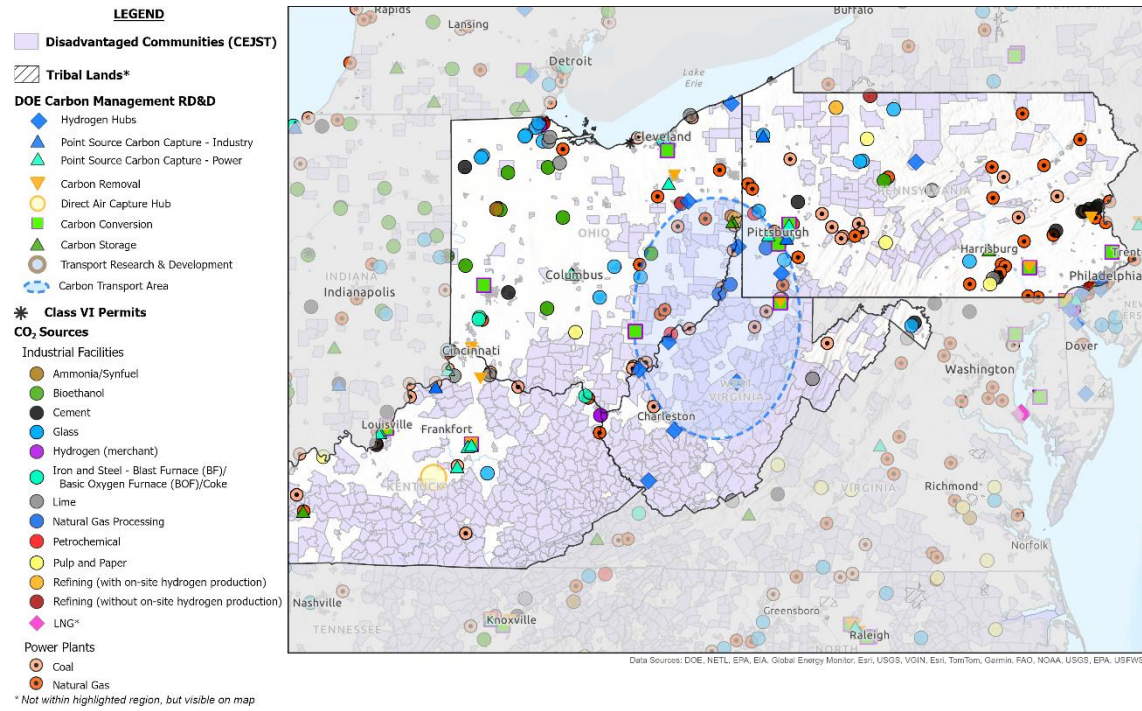 LEGEND
Disadvantaged Communities (CEJST)
Tribal Lands*
DOE Carbon Management RD&D
Hydrogen Hubs
Point Source Carbon Capture - Industry
Point Source Carbon Capture - Power
Carbon Removal
Direct Air Capture Hub
Carbon Conversion
Carbon Storage
Transport Research & Development
Carbon Transport Area
Class VI Permits
CO2 Sources
Industrial Facilities
Ammonia/Synfuel
Bioethanol
Cement
Glass
Hydrogen (merchant)
Iron and Steel - Blast Furnace (BF)/
Basic Oxygen Furnace (BOF)/Coke
Lime
Natural Gas Processing
Petrochemical
Pulp and Paper
Refining (with on-site hydrogen production)
Refining (without on-site hydrogen production)
LNG*
Power Plants
Coal
Natural Gas
* Not within highlighted region, but visible on map
Rapids
Lansing
Buffalo
Detroit
Lake
Erie
Cleveland
PENNSYLVANIA
OHIO
Pittsburgh
Harrisburg
Trento
Philadelphia
INDIANA
Indianapolis
Columbus
NEW
Dover
Cincinnati
Washington
WEST
VIRGINIA
Louisville
Frankfort
Charleston
KENTUCKY
VIRGINIA
Richmond
Norfolk
Nashville
TENNESSEE
Knoxville
Greensboro
Raleigh
NORTH
Data Sources: DOE, NETL, EPA, EIA, Global Energy Monitor, Esri, USGS, VGIN, Esri, TomTom, Garmin, FAO, NOAA, USGS, EPA, USFWS